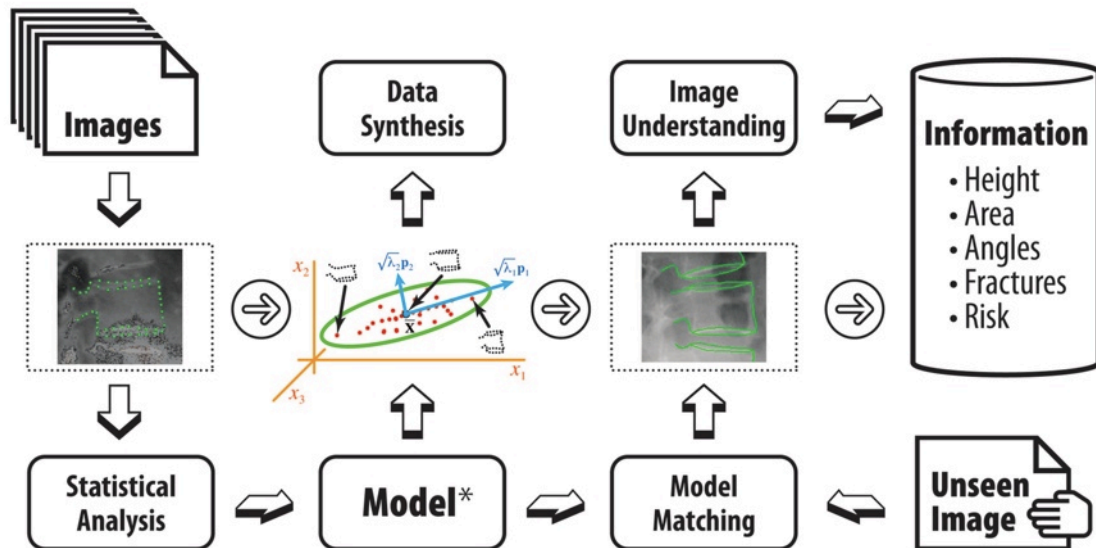 Images
Data
Synthesis
Image
Understanding
Information
• Height
• Area
• Angles
• Fractures
• Risk
x₂
√λ₂p₂
√λ₁p₁
x̄
x₁
x₃
Statistical
Analysis
Model*
Model
Matching
Unseen
Image